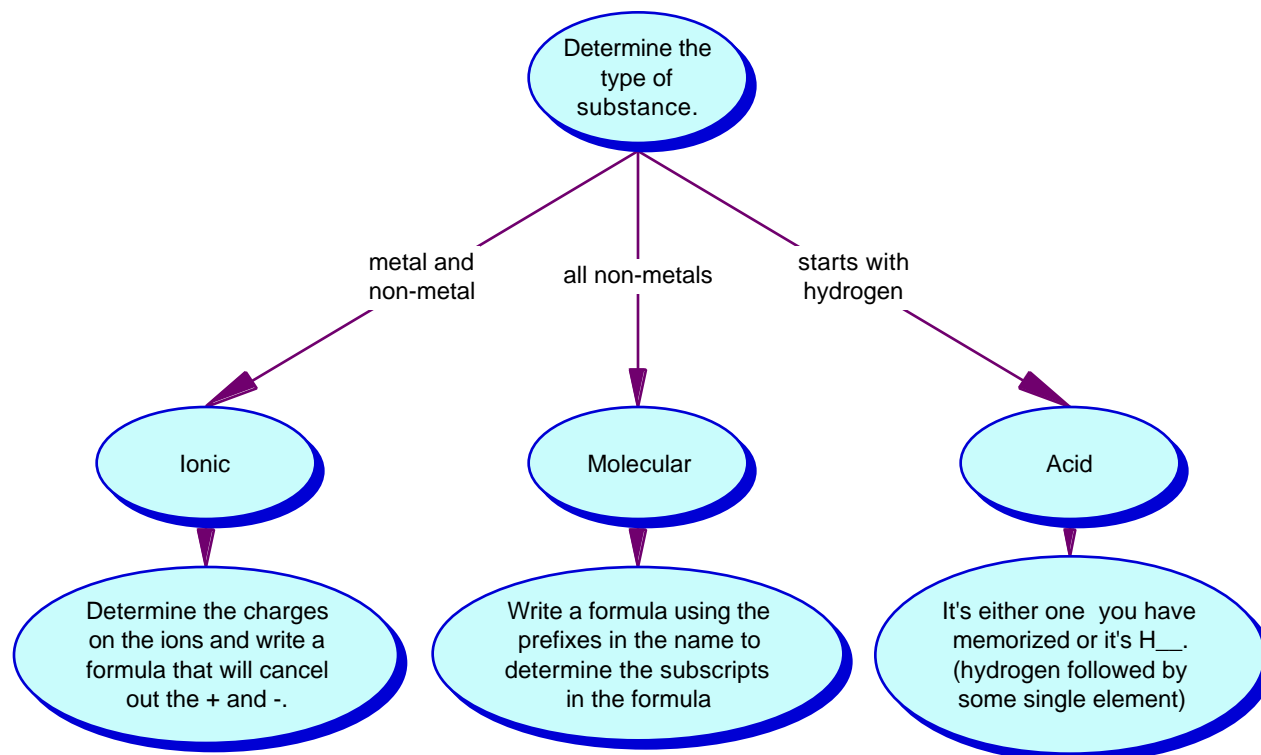 Determine the
type of
substance.
metal and
non-metal
all non-metals
starts with
hydrogen
Ionic
Molecular
Acid
Determine the charges
on the ions and write a
formula that will cancel
out the + and -.
Write a formula using the
prefixes in the name to
determine the subscripts
in the formula
It's either one  you have
memorized or it's H__.
(hydrogen followed by
some single element)